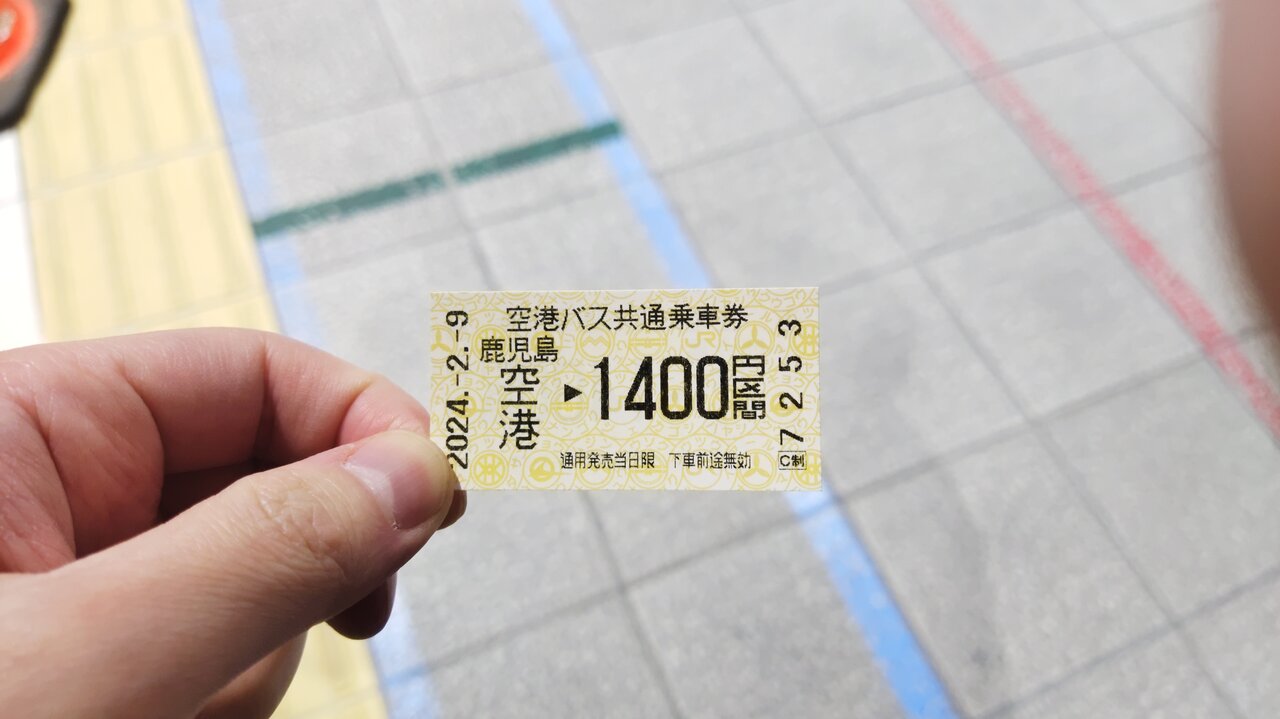 空港バス共通乗車券
鹿児島
空港
▶1400円区間
通用発売当日限 下車前途無効
2024.-2.-9
C制 72533